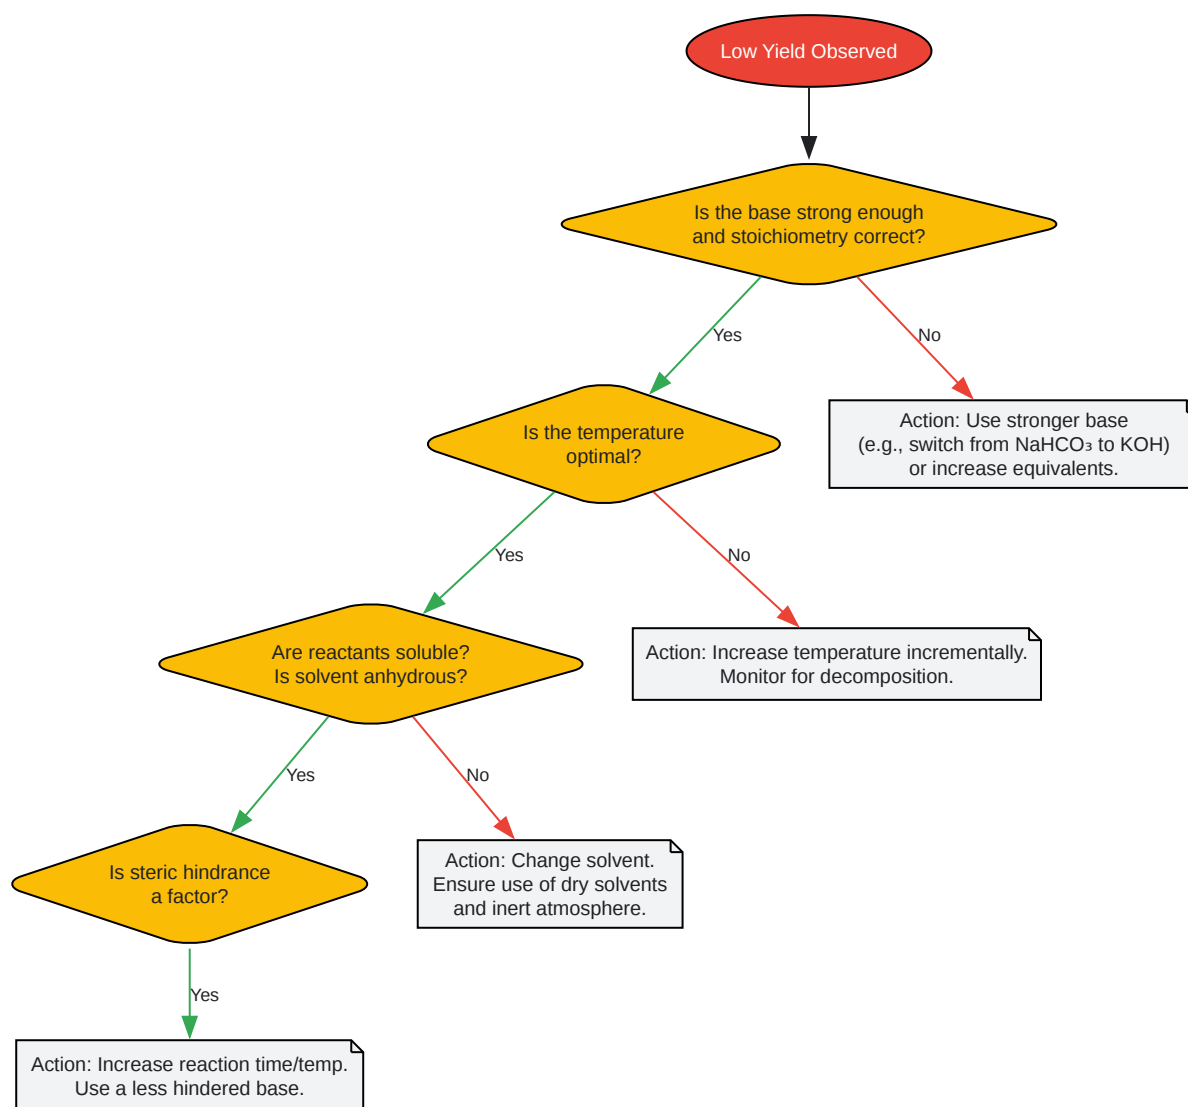 Low Yield Observed
Is the base strong enough
and stoichiometry correct?
Yes
No
Action: Use stronger base
(e.g., switch from NaHCO₃ to KOH)
or increase equivalents.
Is the temperature
optimal?
Yes
No
Action: Increase temperature incrementally.
Monitor for decomposition.
Are reactants soluble?
Is solvent anhydrous?
Yes
No
Action: Change solvent.
Ensure use of dry solvents
and inert atmosphere.
Is steric hindrance
a factor?
Yes
Action: Increase reaction time/temp.
Use a less hindered base.